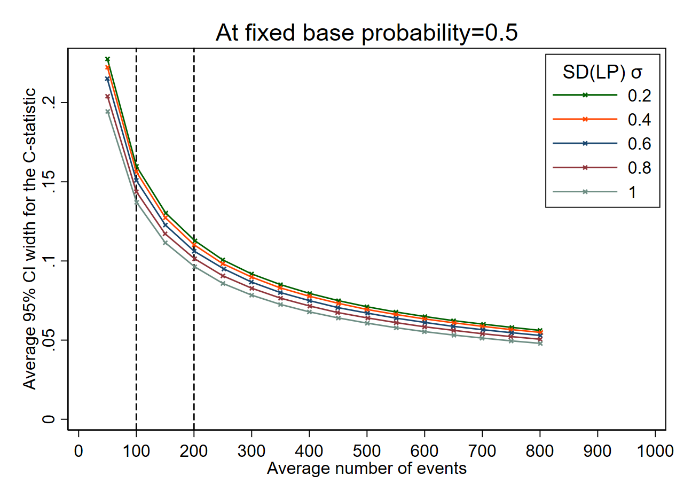 At fixed base probability=0.5
SD(LP) σ
0.2
0.4
0.6
0.8
1
Average 95% CI width for the C-statistic
.2
.15
.1
.05
0
0 100 200 300 400 500 600 700 800 900 1000
Average number of events